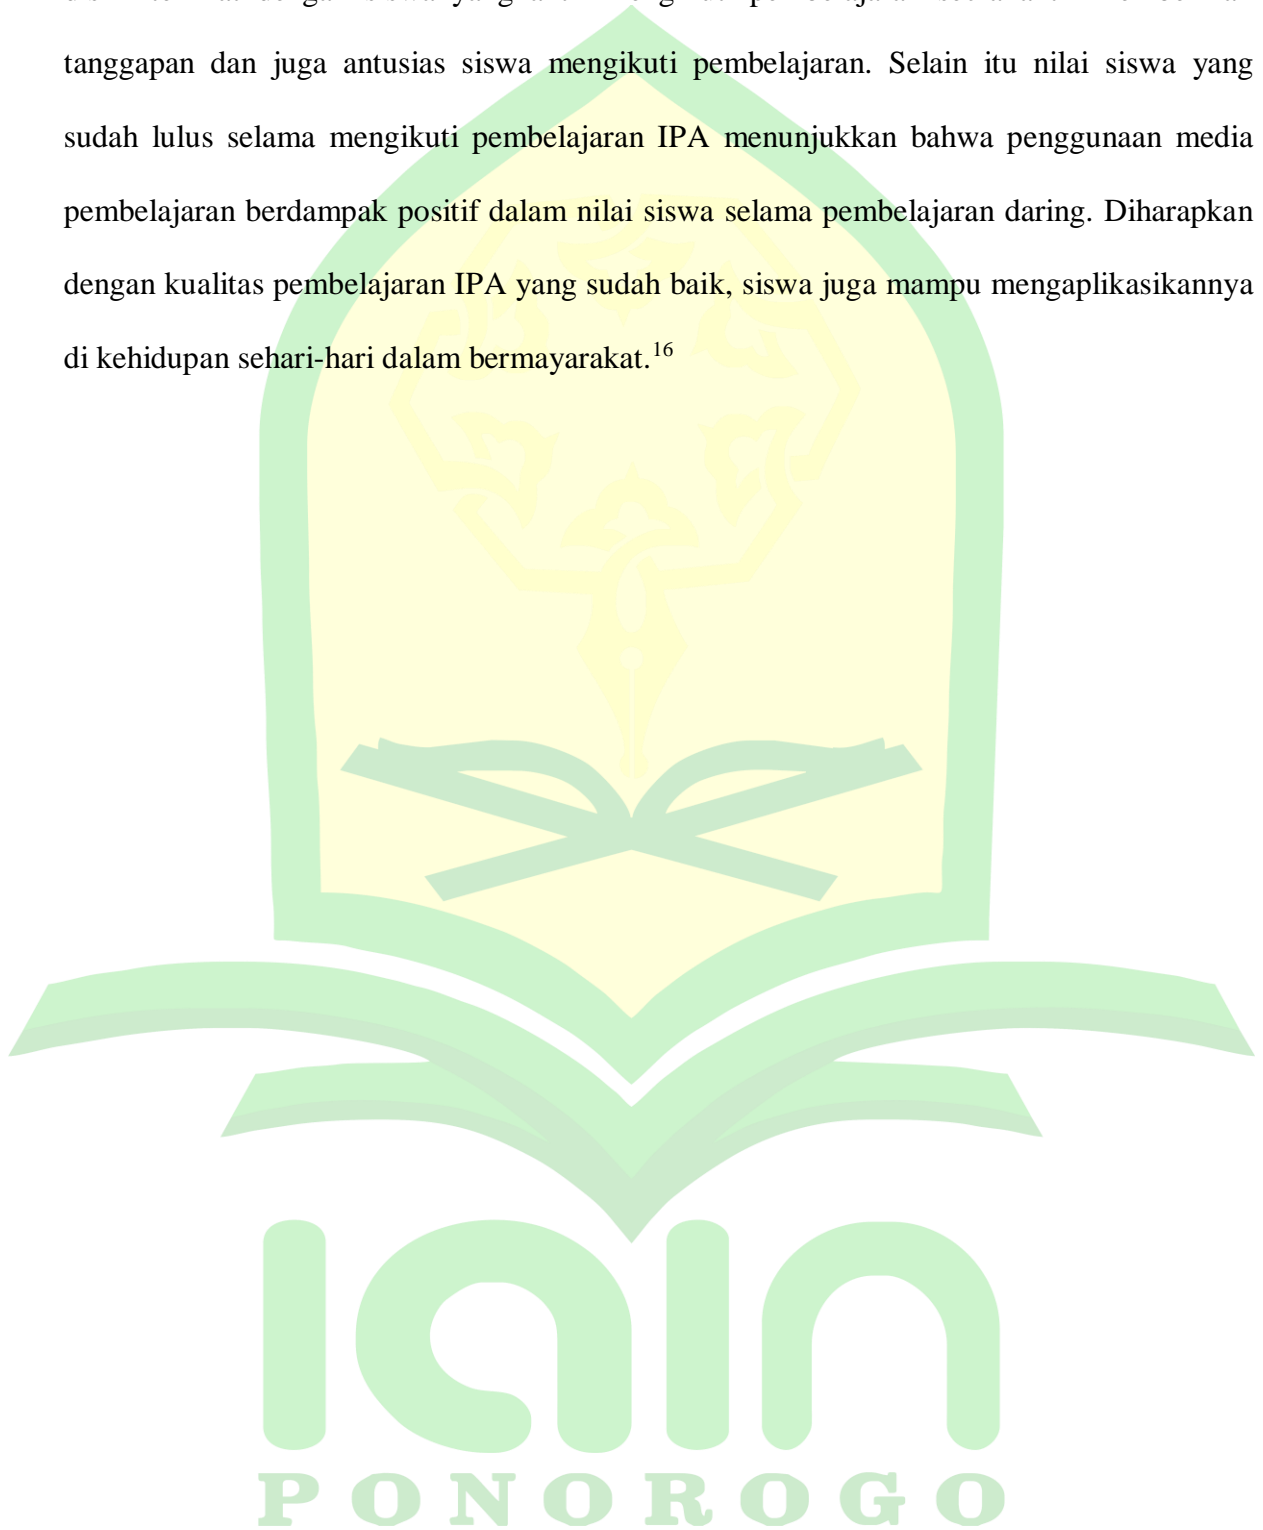 tanggapan dan juga antusias siswa mengikuti pembelajaran. Selain itu nilai siswa yang
sudah lulus selama mengikuti pembelajaran IPA menunjukkan bahwa penggunaan media
pembelajaran berdampak positif dalam nilai siswa selama pembelajaran daring. Diharapkan
dengan kualitas pembelajaran IPA yang sudah baik, siswa juga mampu mengaplikasikannya
di kehidupan sehari-hari dalam bermayarakat.16
iain
PONOROGO